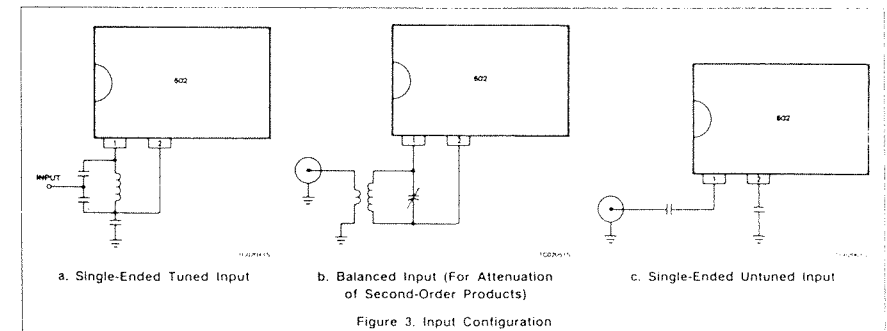 602
1 2
INPUT
a. Single-Ended Tuned Input
602
1 2
b. Balanced Input (For Attenuation
of Second-Order Products)
602
1 2
c. Single-Ended Untuned Input
Figure 3. Input Configuration